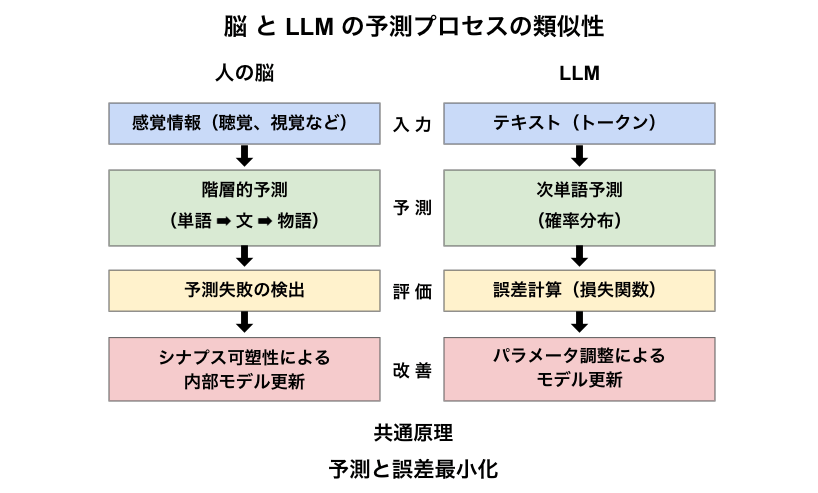 脳 と LLM の予測プロセスの類似性
人の脳
LLM
感覚情報（聴覚、視覚など）
入 力
テキスト（トークン）
階層的予測
（単語 ➡ 文 ➡ 物語）
予 測
次単語予測
（確率分布）
予測失敗の検出
評 価
誤差計算（損失関数）
シナプス可塑性による
内部モデル更新
改 善
パラメータ調整による
モデル更新
共通原理
予測と誤差最小化